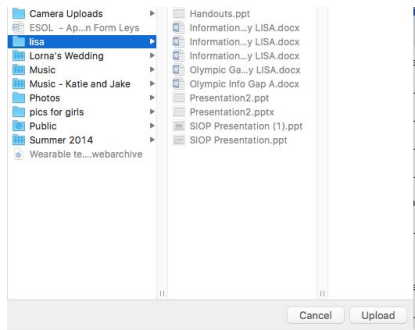 Camera Uploads
ESOL - Ap...n Form Leys
lisa
Lorna's Wedding
Music
Music - Katie and Jake
Photos
pics for girls
Public
Summer 2014
Wearable te....webarchive
Handouts.ppt
Information...y LISA.docx
Information...y LISA.docx
Information...y LISA.docx
Olympic Ga...y LISA.docx
Olympic Info Gap A.docx
Presentation2.ppt
Presentation2.pptx
SIOP Presentation (1).ppt
SIOP Presentation.ppt
Cancel
Upload